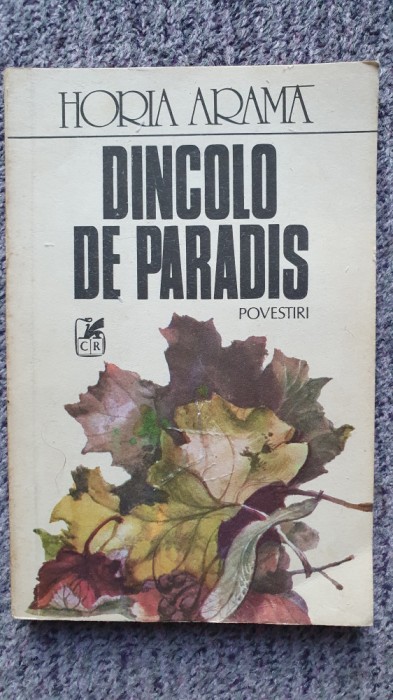 HORIA ARAMĂ
DINCOLO
DE PARADIS
POVESTIRI
CR